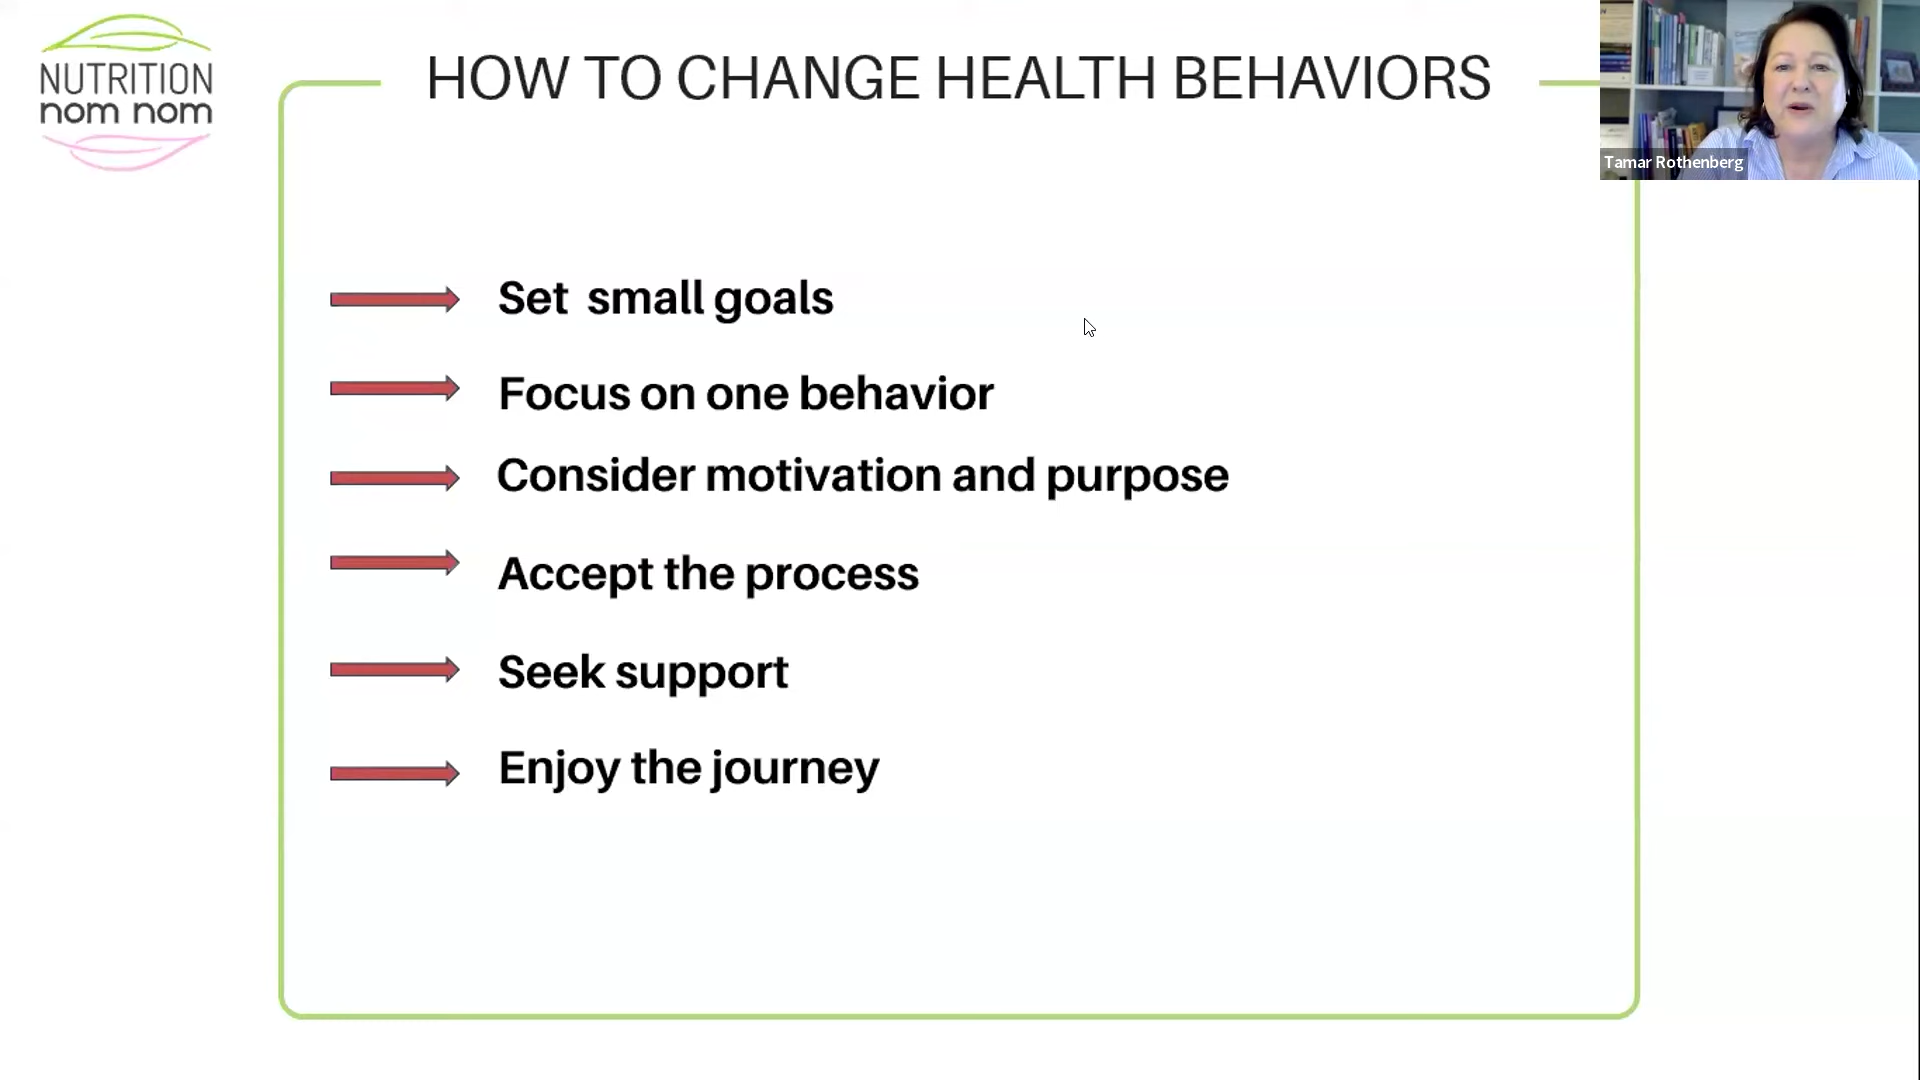 NUTRITION
nom nom
HOW TO CHANGE HEALTH BEHAVIORS
Tamar Rothenberg
Set small goals
Focus on one behavior
Consider motivation and purpose
Accept the process
Seek support
Enjoy the journey